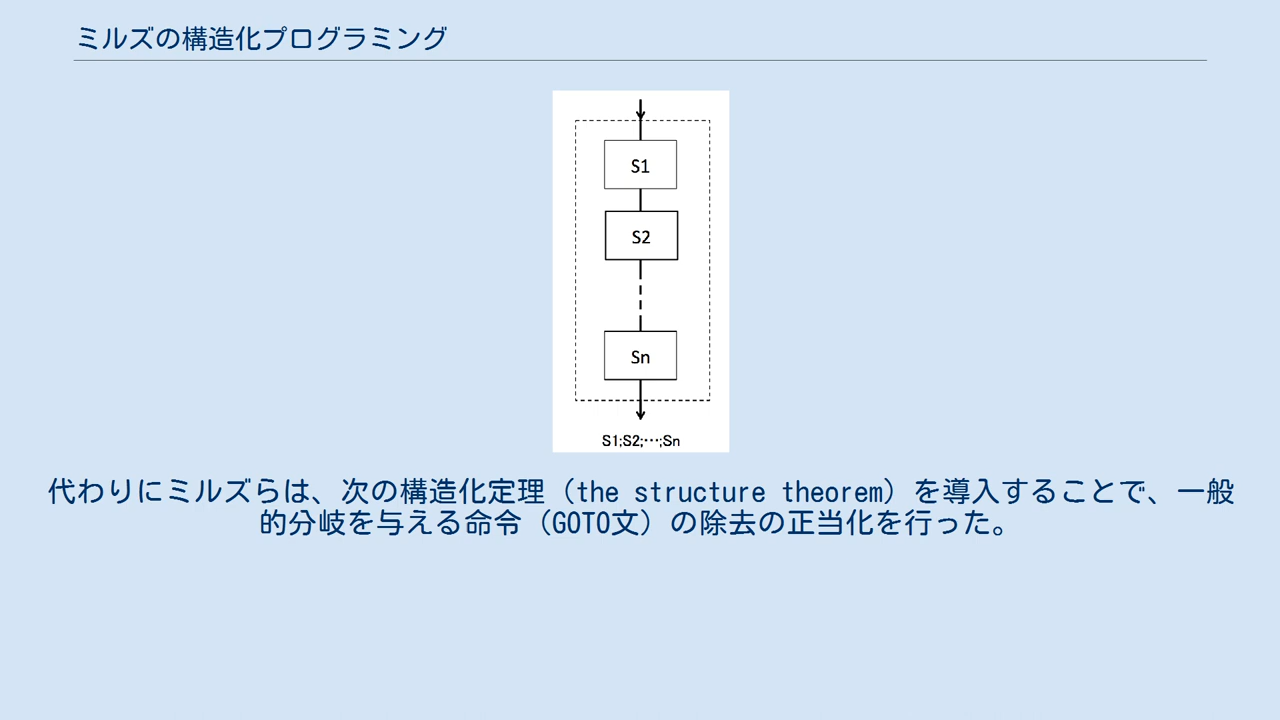 ミルズの構造化プログラミング
S1
S2
Sn
S1;S2;…;Sn
代わりにミルズらは、次の構造化定理（the structure theorem）を導入することで、一般
的分岐を与える命令（GOTO文）の除去の正当化を行った。